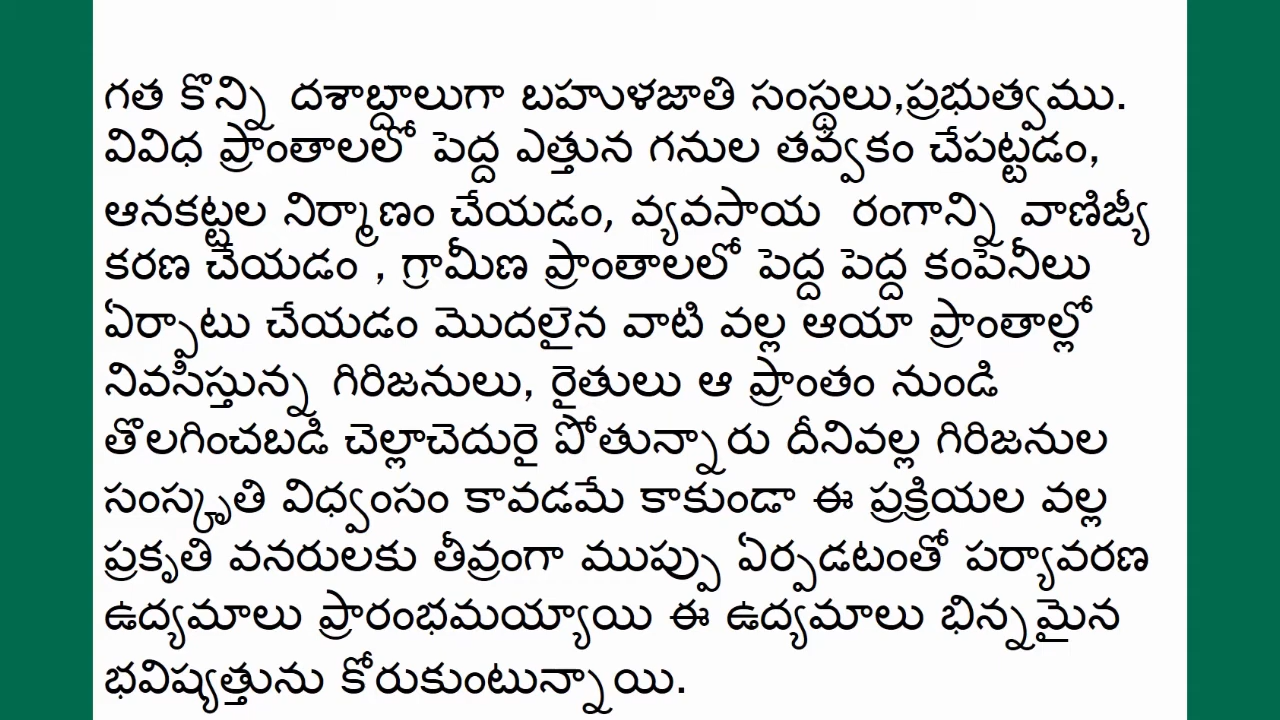 గత కొన్ని దశాబ్దాలుగా బహుళజాతి సంస్థలు,ప్రభుత్వము.
వివిధ ప్రాంతాలలో పెద్ద ఎత్తున గనుల తవ్వకం చేపట్టడం,
ఆనకట్టల నిర్మాణం చేయడం, వ్యవసాయ రంగాన్ని వాణిజ్యీ
కరణ చేయడం , గ్రామీణ ప్రాంతాలలో పెద్ద పెద్ద కంపెనీలు
ఏర్పాటు చేయడం మొదలైన వాటి వల్ల ఆయా ప్రాంతాల్లో
నివసిస్తున్న గిరిజనులు, రైతులు ఆ ప్రాంతం నుండి
తొలగించబడి చెల్లాచెదురై పోతున్నారు దీనివల్ల గిరిజనుల
సంస్కృతి విధ్వంసం కావడమే కాకుండా ఈ ప్రక్రియల వల్ల
ప్రకృతి వనరులకు తీవ్రంగా ముప్పు ఏర్పడటంతో పర్యావరణ
ఉద్యమాలు ప్రారంభమయ్యాయి ఈ ఉద్యమాలు భిన్నమైన
భవిష్యత్తును కోరుకుంటున్నాయి.